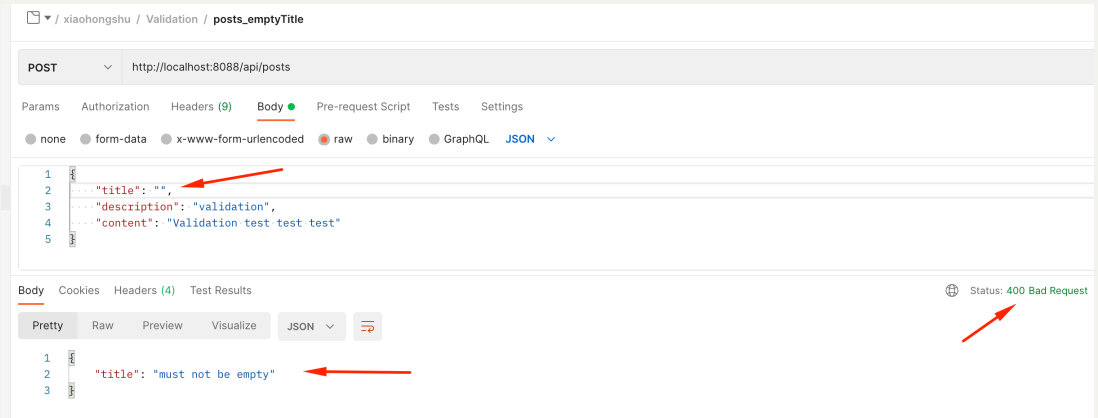 / xiaohongshu / Validation / posts_emptyTitle
POST http://localhost:8088/api/posts
Params Authorization Headers (9) Body Pre-request Script Tests Settings
none form-data x-www-form-urlencoded raw binary GraphQL JSON
1 {
2 "title": "",
3 "description": "validation",
4 "content": "Validation test test test"
5 }
Body Cookies Headers (4) Test Results Status: 400 Bad Request
Pretty Raw Preview Visualize JSON
1 {
2 "title": "must not be empty"
3 }